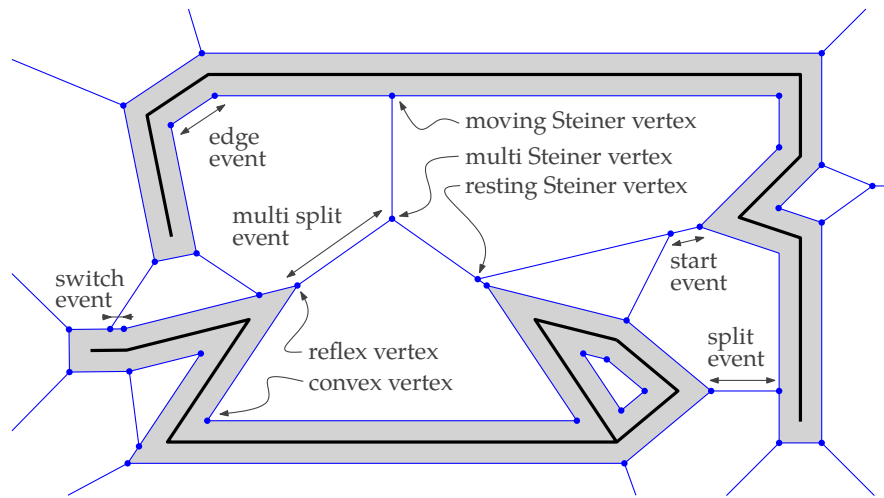 moving Steiner vertex
edge
event
multi Steiner vertex
resting Steiner vertex
multi split
event
switch
event
start
event
split
event
reflex vertex
convex vertex